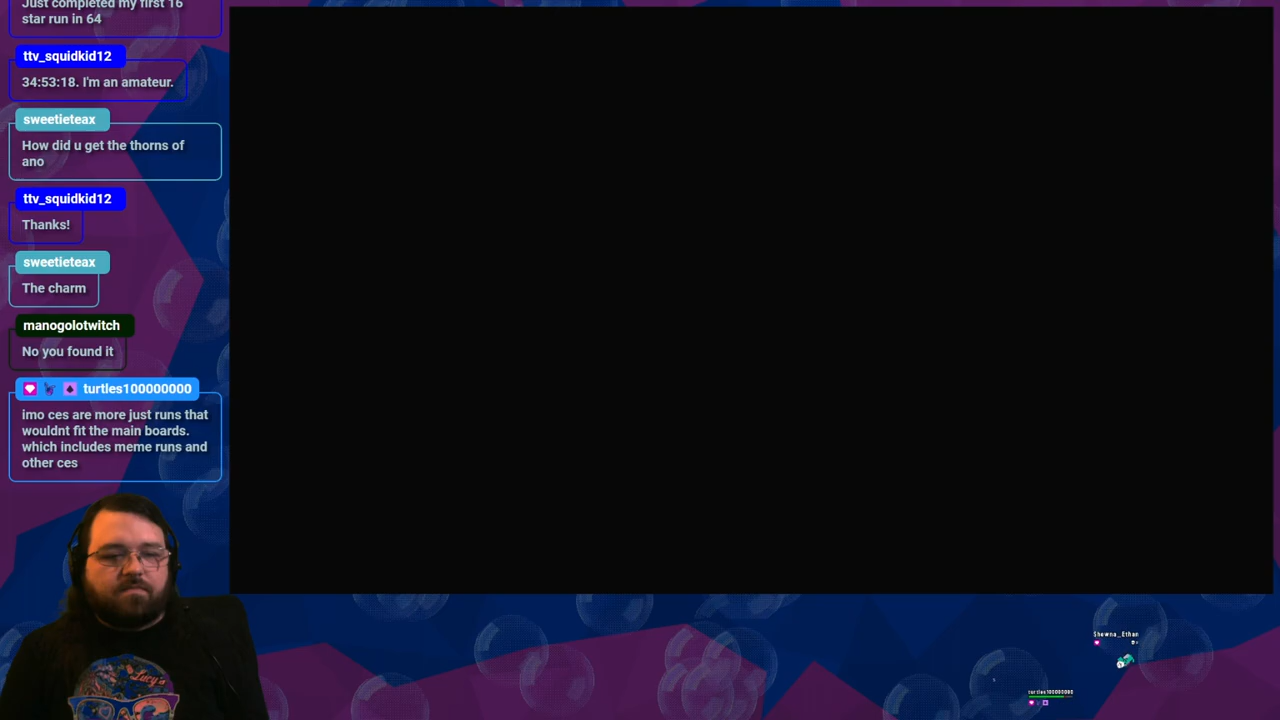 Just completed my first 16
star run in 64
ttv_squidkid12
34:53:18. I'm an amateur.
sweetieteax
How did u get the thorns of
ano
ttv_squidkid12
Thanks!
sweetieteax
The charm
manogolotwitch
No you found it
turtles100000000
imo ces are more just runs that
wouldnt fit the main boards.
which includes meme runs and
other ces
Lucy's
Shewna_Ethan
turtles100000000